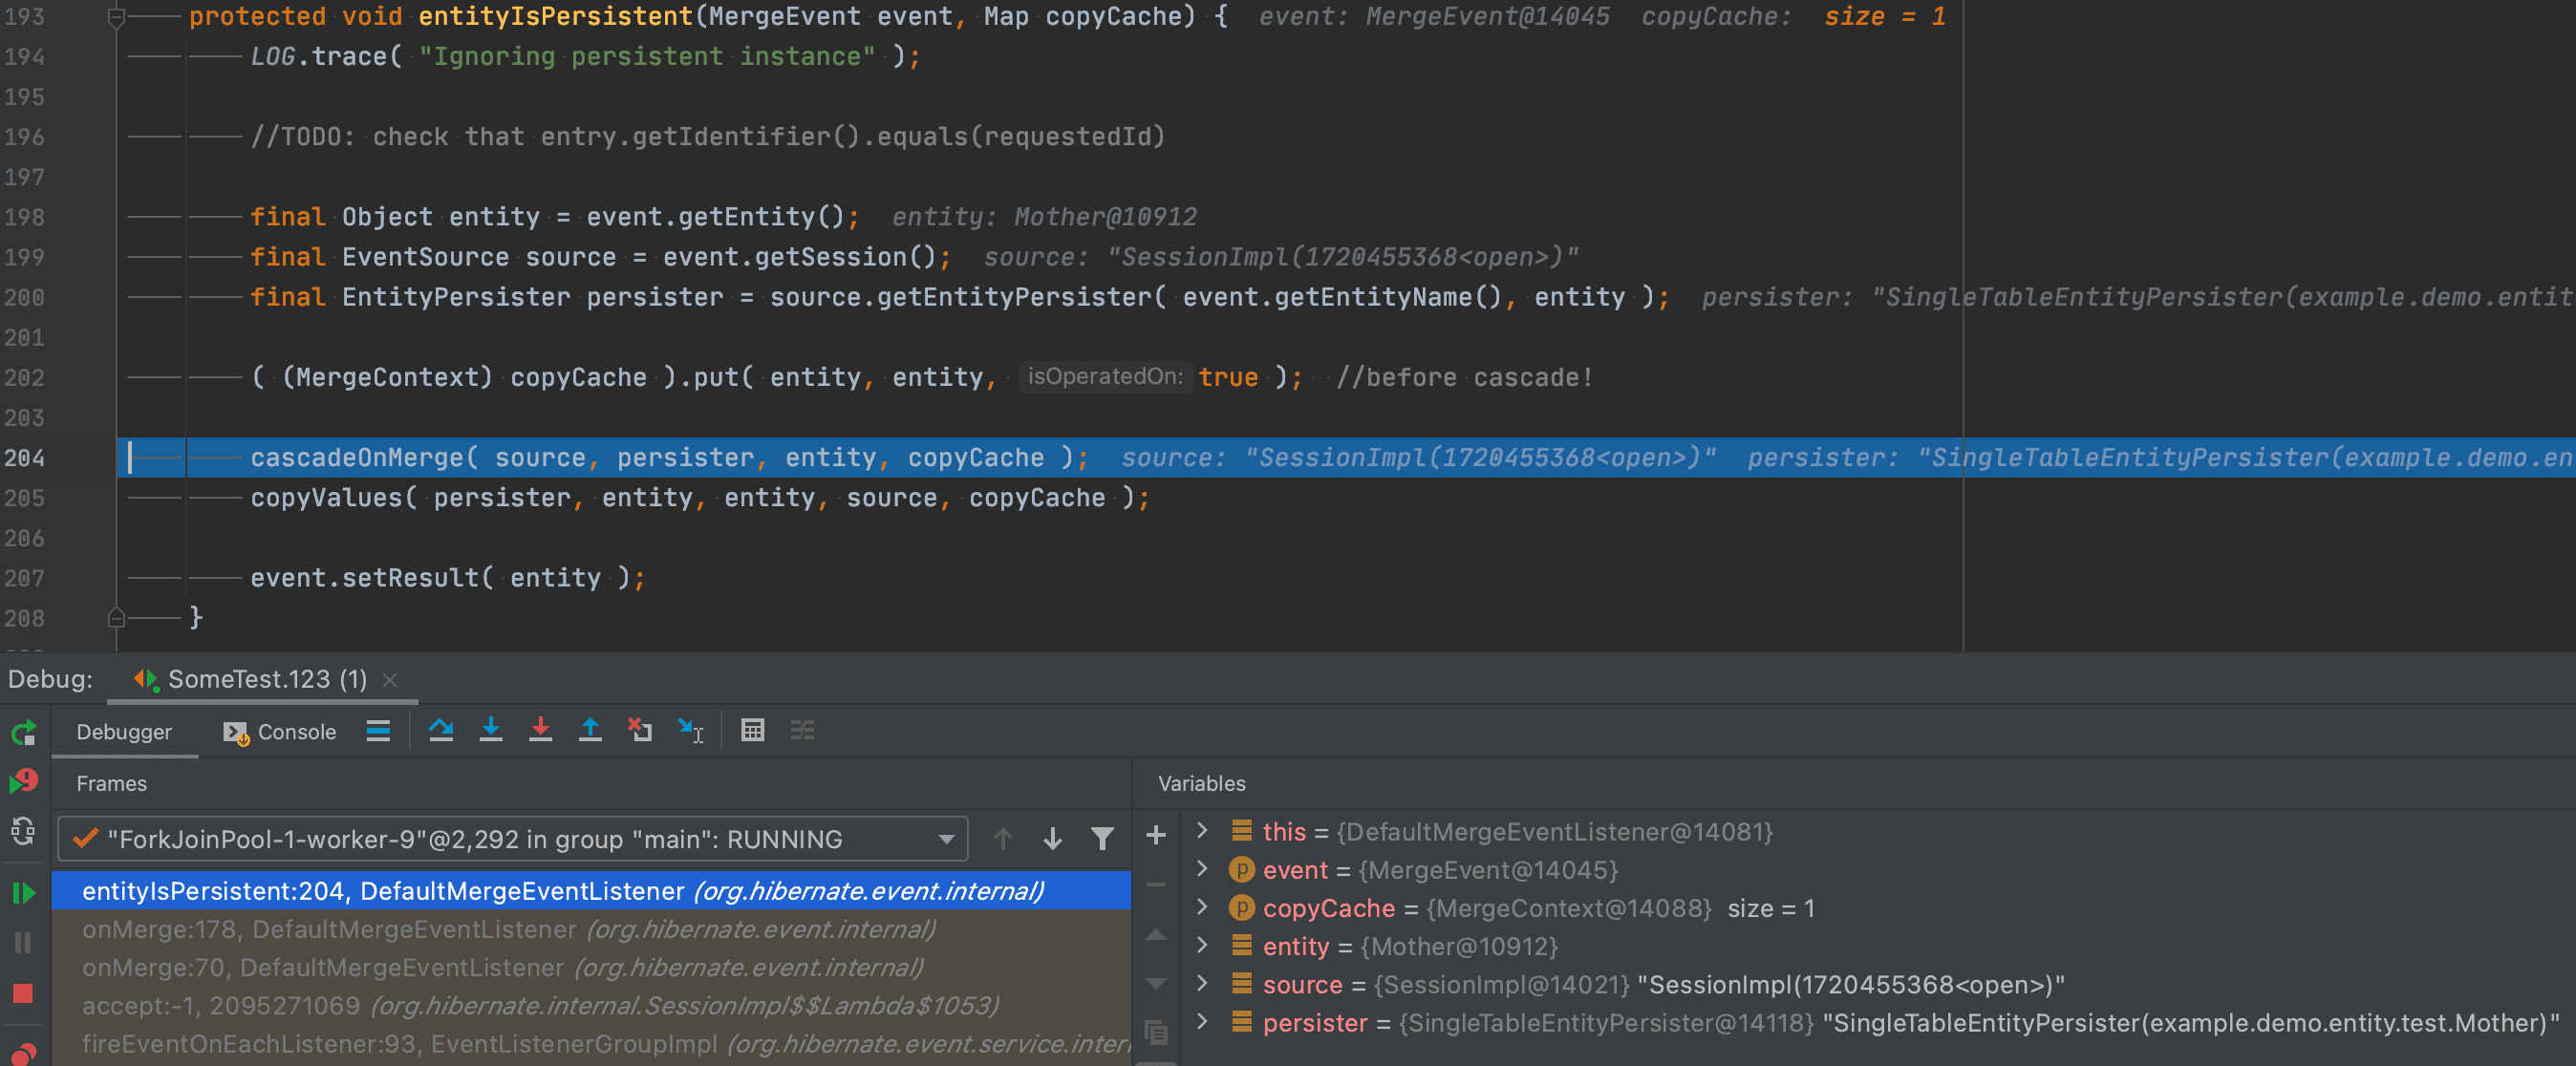 193 protected void entityIsPersistent(MergeEvent event, Map copyCache) { event: MergeEvent@14045 copyCache: size = 1
194 LOG.trace( "Ignoring persistent instance" );
195
196 //TODO: check that entry.getIdentifier().equals(requestedId)
197
198 final Object entity = event.getEntity(); entity: Mother@10912
199 final EventSource source = event.getSession(); source: "SessionImpl(1720455368<open>)"
200 final EntityPersister persister = source.getEntityPersister( event.getEntityName(), entity ); persister: "SingleTableEntityPersister(example.demo.entit
201
202 ( (MergeContext) copyCache ).put( entity, entity, isOperatedOn: true ); //before cascade!
203
204 cascadeOnMerge( source, persister, entity, copyCache ); source: "SessionImpl(1720455368<open>)" persister: "SingleTableEntityPersister(example.demo.en
205 copyValues( persister, entity, entity, source, copyCache );
206
207 event.setResult( entity );
208 }
Debug: SomeTest.123 (1)
Debugger Console
Frames
"ForkJoinPool-1-worker-9"@2,292 in group "main": RUNNING
entityIsPersistent:204, DefaultMergeEventListener (org.hibernate.event.internal)
onMerge:178, DefaultMergeEventListener (org.hibernate.event.internal)
onMerge:70, DefaultMergeEventListener (org.hibernate.event.internal)
accept:-1, 2095271069 (org.hibernate.internal.SessionImpl$$Lambda$1053)
fireEventOnEachListener:93, EventListenerGroupImpl (org.hibernate.event.service.inter
Variables
this = {DefaultMergeEventListener@14081}
p event = {MergeEvent@14045}
p copyCache = {MergeContext@14088} size = 1
entity = {Mother@10912}
source = {SessionImpl@14021} "SessionImpl(1720455368<open>)"
persister = {SingleTableEntityPersister@14118} "SingleTableEntityPersister(example.demo.entity.test.Mother)"